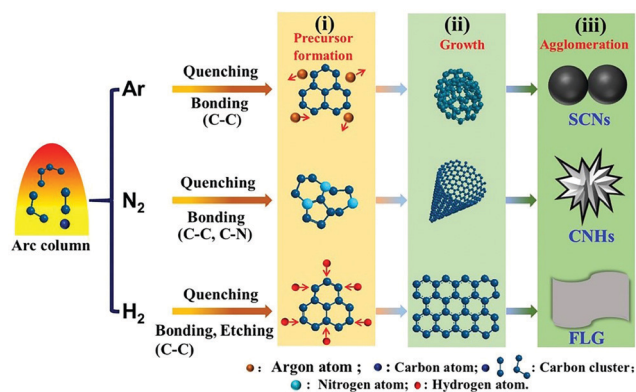 (i)
Precursor
formation
(ii)
Growth
(iii)
Agglomeration
Arc column
Ar
Quenching
Bonding
(C-C)
SCNs
N2
Quenching
Bonding
(C-C, C-N)
CNHs
H2
Quenching
Bonding, Etching
(C-C)
FLG
: Argon atom ; : Carbon atom; : Carbon cluster;
: Nitrogen atom; : Hydrogen atom.